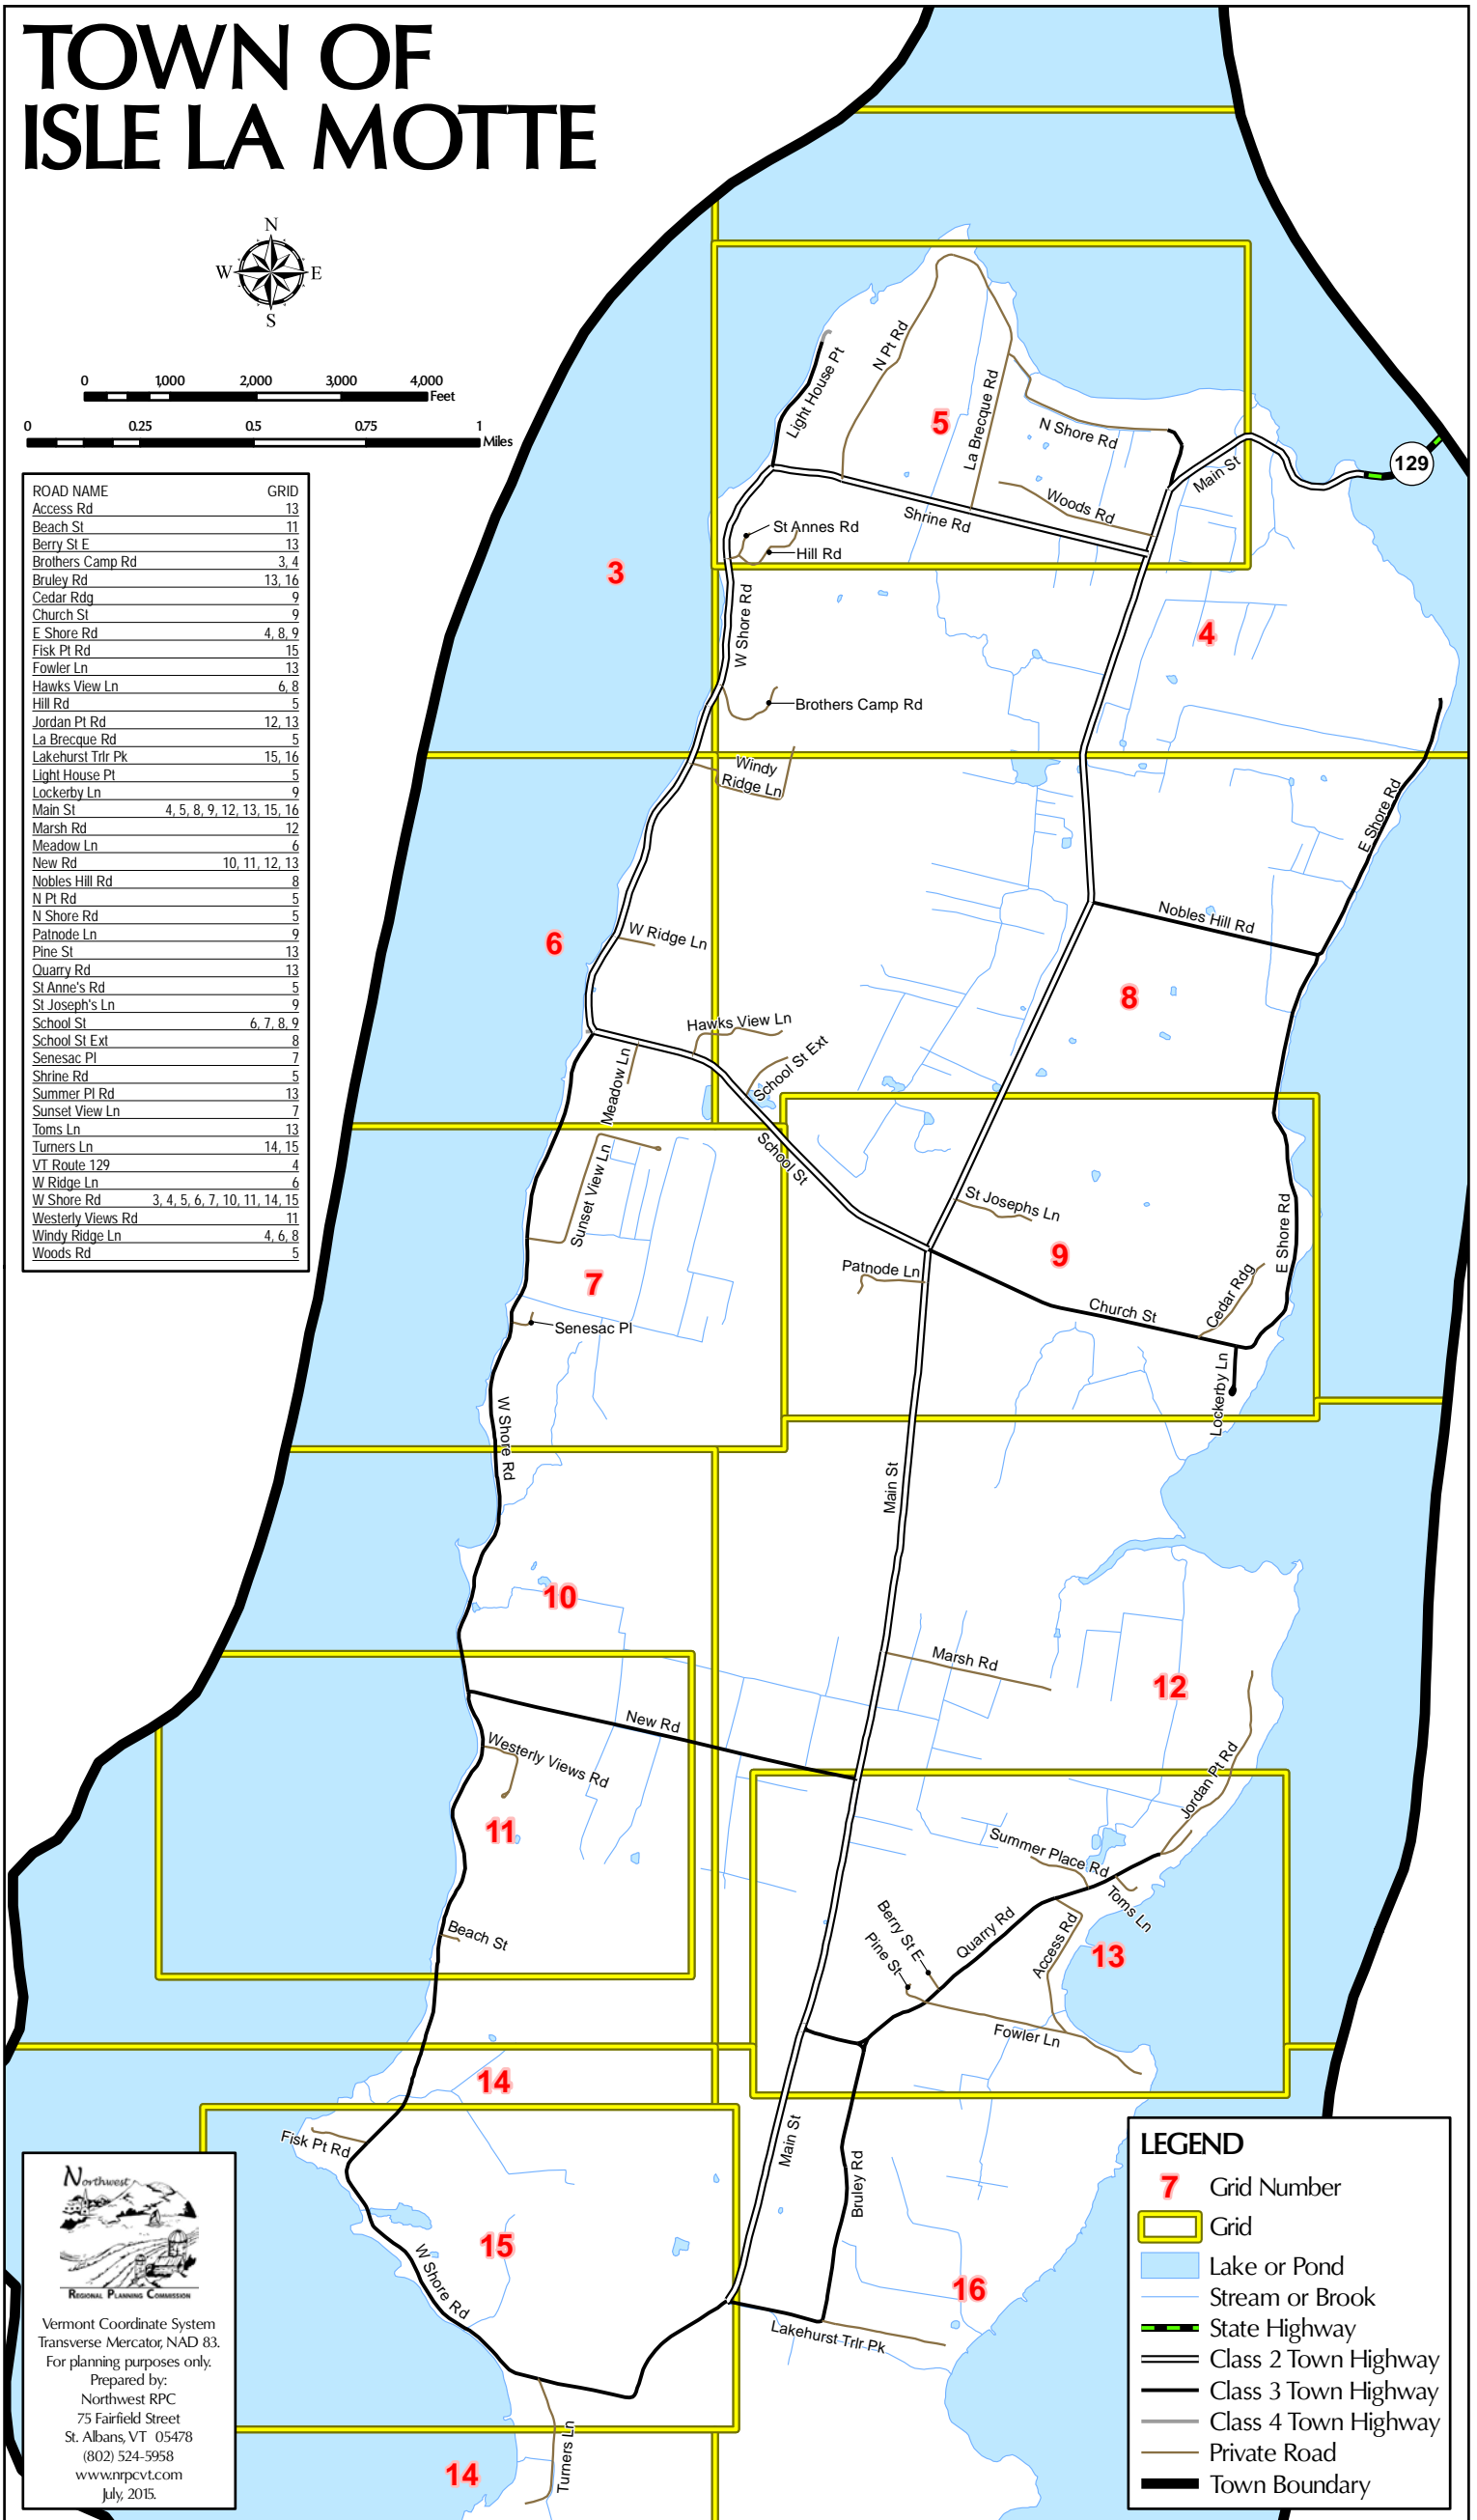 TOWN OF
ISLE LA MOTTE
N
W E
S
0 1,000 2,000 3,000 4,000
Feet
0 0.25 0.5 0.75 1
Miles
ROAD NAME GRID
Access Rd 13
Beach St 11
Berry St E 13
Brothers Camp Rd 3, 4
Bruley Rd 13, 16
Cedar Rdg 9
Church St 9
E Shore Rd 4, 8, 9
Fisk Pt Rd 15
Fowler Ln 13
Hawks View Ln 6, 8
Hill Rd 5
Jordan Pt Rd 12, 13
La Brecque Rd 5
Lakehurst Trlr Pk 15, 16
Light House Pt 5
Lockerby Ln 9
Main St 4, 5, 8, 9, 12, 13, 15, 16
Marsh Rd 12
Meadow Ln 6
New Rd 10, 11, 12, 13
Nobles Hill Rd 8
N Pt Rd 5
N Shore Rd 5
Patnode Ln 9
Pine St 13
Quarry Rd 13
St Anne's Rd 5
St Joseph's Ln 9
School St 6, 7, 8, 9
School St Ext 8
Senesac Pl 7
Shrine Rd 5
Summer Pl Rd 13
Sunset View Ln 7
Toms Ln 13
Turners Ln 14, 15
VT Route 129 4
W Ridge Ln 6
W Shore Rd 3, 4, 5, 6, 7, 10, 11, 14, 15
Westerly Views Rd 11
Windy Ridge Ln 4, 6, 8
Woods Rd 5
N Pt Rd
Light House Pt
5
La Brecque Rd
N Shore Rd
Main St
129
Woods Rd
Shrine Rd
St Annes Rd
Hill Rd
3
W Shore Rd
4
Brothers Camp Rd
Windy
Ridge Ln
E Shore Rd
Nobles Hill Rd
W Ridge Ln
6
8
Hawks View Ln
School St Ext
Meadow Ln
School St
Sunset View Ln
St Josephs Ln
E Shore Rd
9
Patnode Ln
7
Cedar Rdg
Church St
Senesac Pl
Lockerby Ln
W Shore Rd
Main St
10
Marsh Rd
12
New Rd
Westerly Views Rd
Jordan Pt Rd
11
Summer Place Rd
Toms Ln
Berry St E
Quarry Rd
Access Rd
Beach St
Pine St
13
Fowler Ln
14
Main St
Fisk Pt Rd
Bruley Rd
15
W Shore Rd
16
Lakehurst Trlr Pk
Turners Ln
14
Northwest
REGIONAL PLANNING COMMISSION
Vermont Coordinate System
Transverse Mercator, NAD 83.
For planning purposes only.
Prepared by:
Northwest RPC
75 Fairfield Street
St. Albans, VT 05478
(802) 524-5958
www.nrpcvt.com
July, 2015.
LEGEND
7 Grid Number
Grid
Lake or Pond
Stream or Brook
State Highway
Class 2 Town Highway
Class 3 Town Highway
Class 4 Town Highway
Private Road
Town Boundary